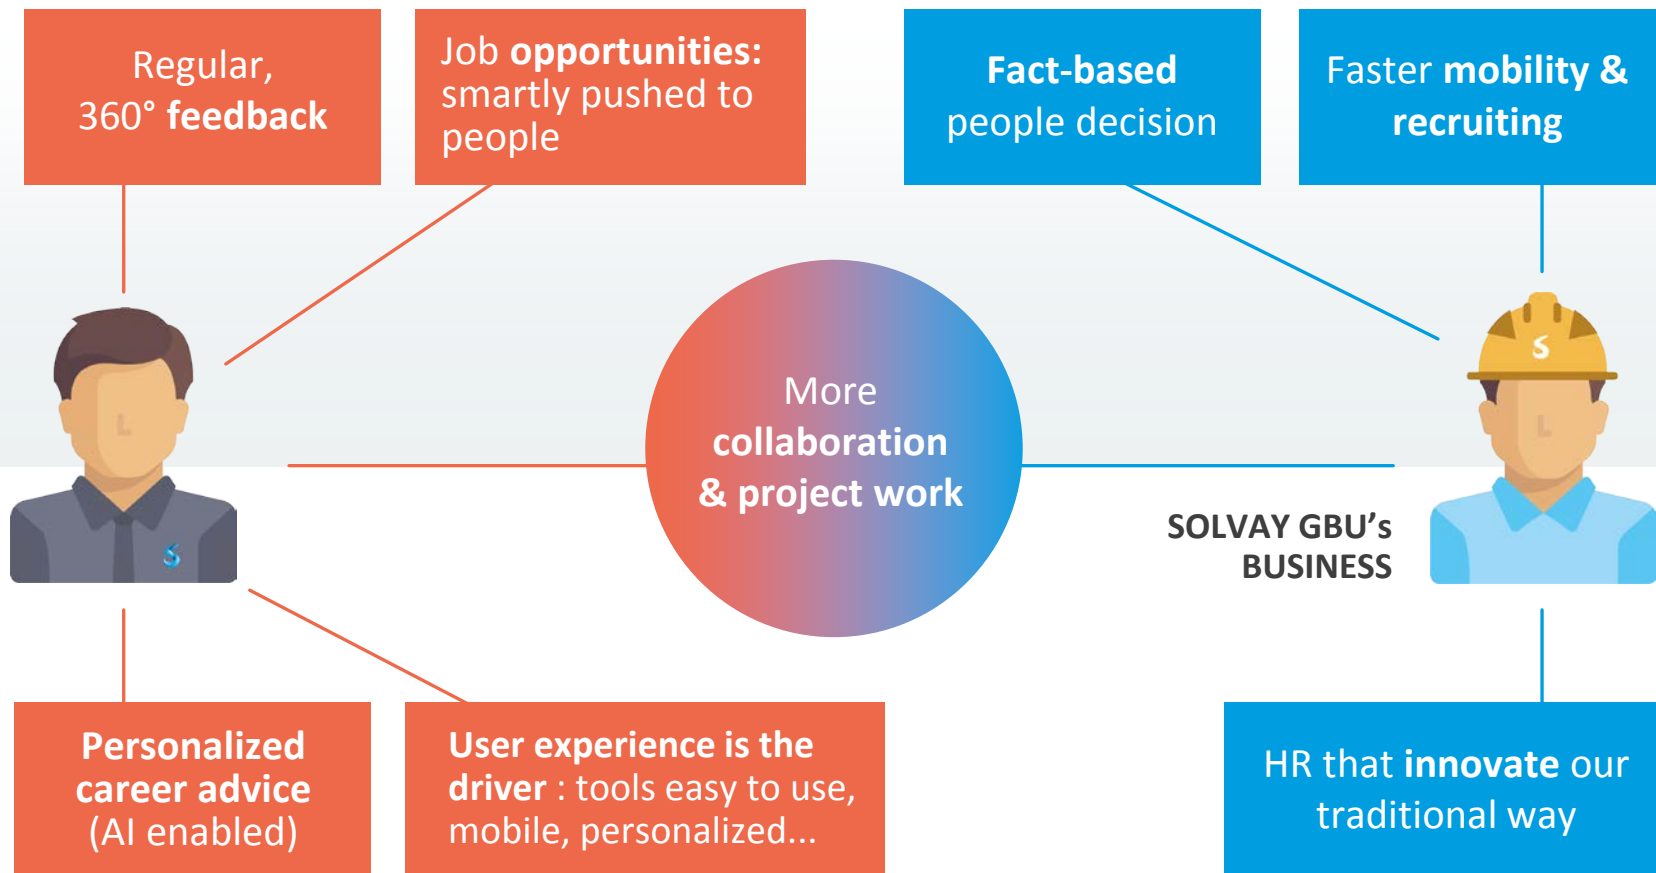 Regular,
360° feedback
Job opportunities:
smartly pushed to
people
Fact-based
people decision
Faster mobility &
recruiting
More
collaboration
& project work
SOLVAY GBU's
BUSINESS
Personalized
career advice
(AI enabled)
User experience is the
driver : tools easy to use,
mobile, personalized...
HR that innovate our
traditional way